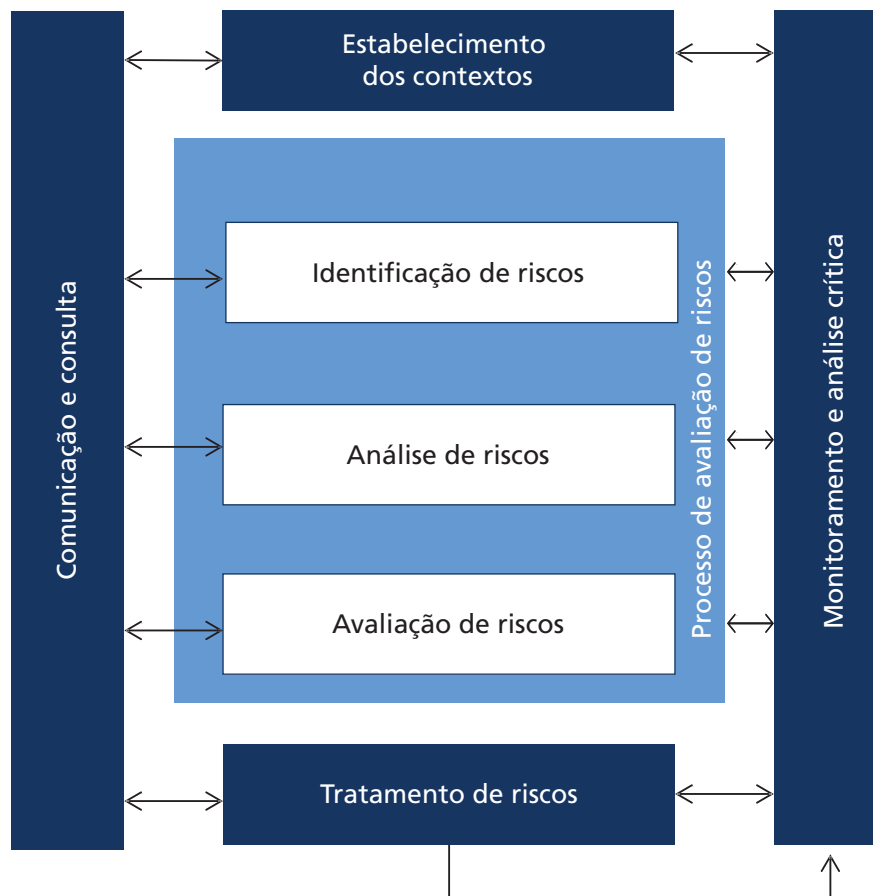 Estabelecimento
dos contextos
Comunicação e consulta
Identificação de riscos
Análise de riscos
Avaliação de riscos
Processo de avaliação de riscos
Monitoramento e análise crítica
Tratamento de riscos